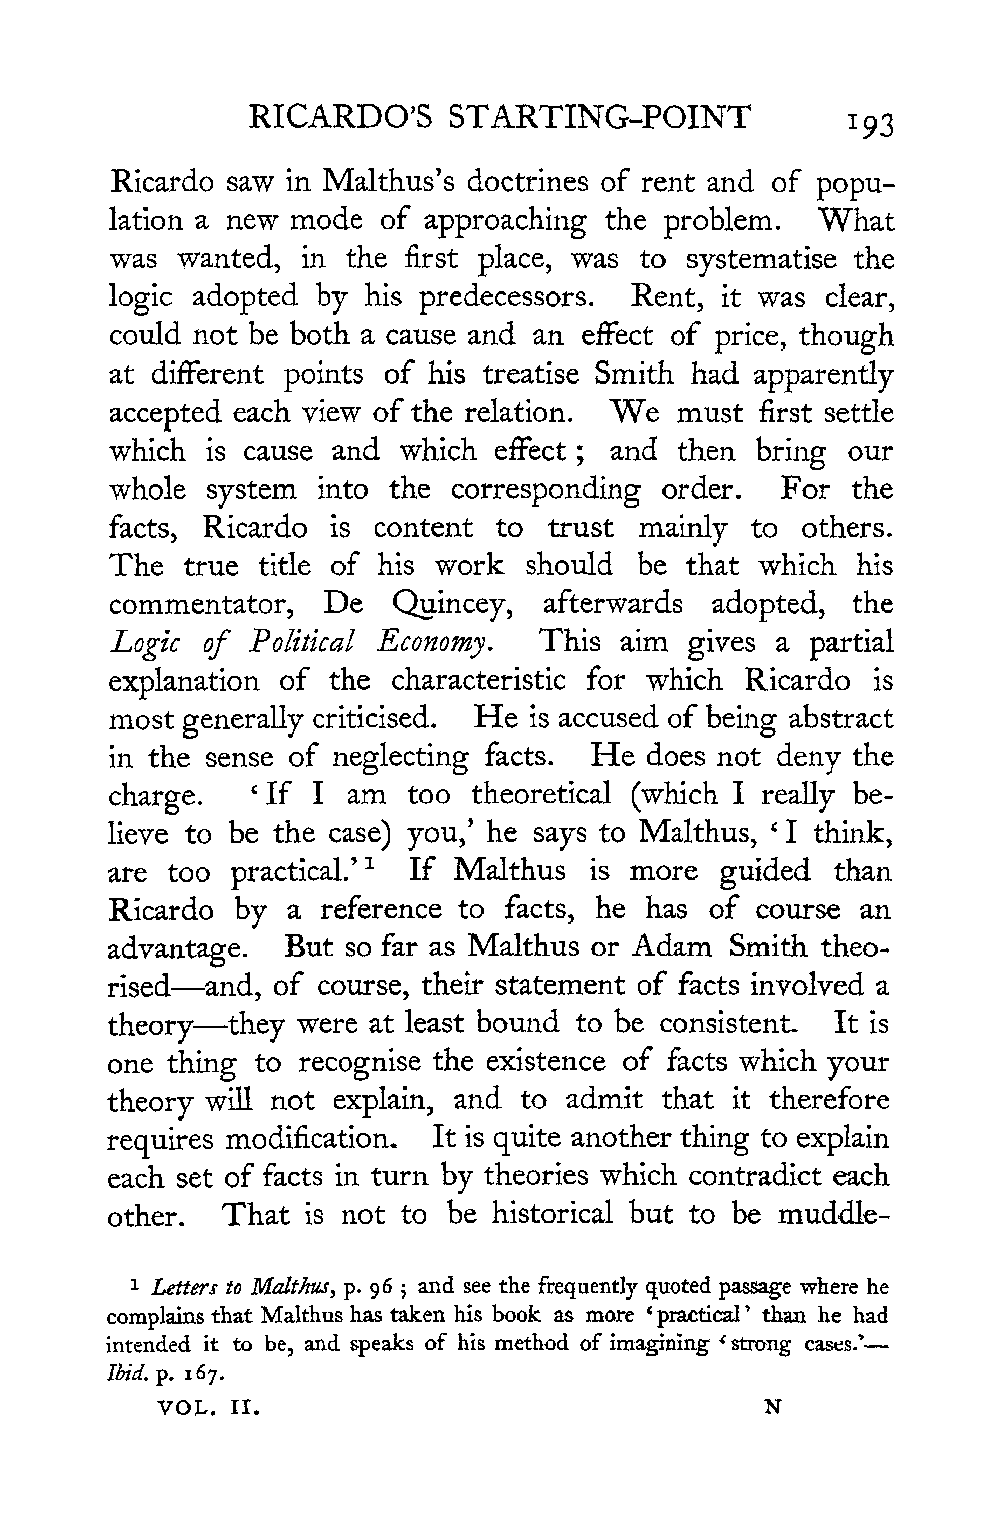 RICARDO'S STARTING-POINT 193
Ricardo saw in Malthus's doctrines of rent and of popu-
lation a new mode of approaching the problem. What
was wanted, in the first place, was to systematise the
logic adopted by his predecessors. Rent, it was clear,
could not be both a cause and an effect of price, though
at different points of his treatise Smith had apparently
accepted each view of the relation. We must first settle
which is cause and which effect ; and then bring our
whole system into the corresponding order. For the
facts, Ricardo is content to trust mainly to others.
The true title of his work should be that which his
commentator, De Quincey, afterwards adopted, the
Logic of Political Economy. This aim gives a partial
explanation of the characteristic for which Ricardo is
most generally criticised. He is accused of being abstract
in the sense of neglecting facts. He does not deny the
charge. ‘If I am too theoretical (which I really be-
lieve to be the case) you,’ he says to Malthus, ‘I think,
are too practical.’ ¹ If Malthus is more guided than
Ricardo by a reference to facts, he has of course an
advantage. But so far as Malthus or Adam Smith theo-
rised—and, of course, their statement of facts involved a
theory—they were at least bound to be consistent. It is
one thing to recognise the existence of facts which your
theory will not explain, and to admit that it therefore
requires modification. It is quite another thing to explain
each set of facts in turn by theories which contradict each
other. That is not to be historical but to be muddle-
¹ Letters to Malthus, p. 96 ; and see the frequently quoted passage where he
complains that Malthus has taken his book as more ‘practical’ than he had
intended it to be, and speaks of his method of imagining ‘strong cases.’—
Ibid. p. 167.
VOL. II. N